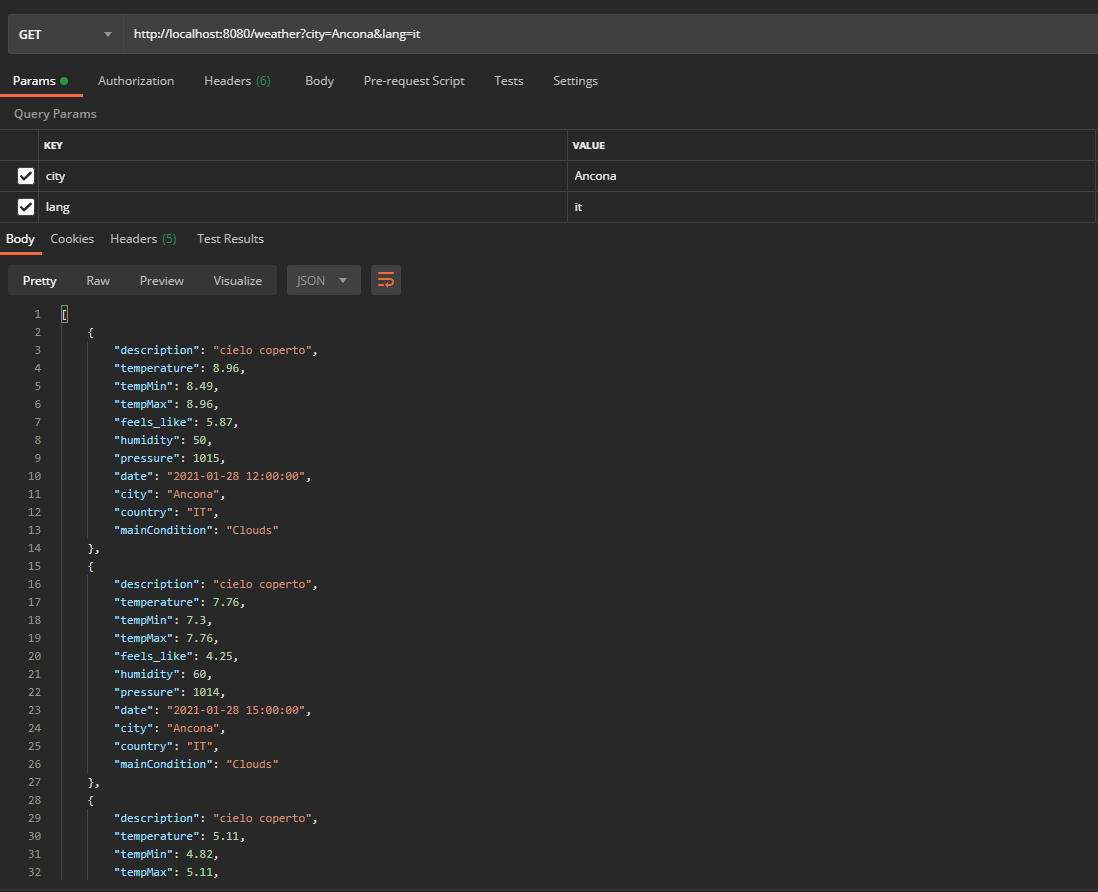 GET http://localhost:8080/weather?city=Ancona&lang=it
Params Authorization Headers (6) Body Pre-request Script Tests Settings
Query Params
KEY VALUE
city Ancona
lang it
Body Cookies Headers (5) Test Results
Pretty Raw Preview Visualize JSON
1 [
2 {
3 "description": "cielo coperto",
4 "temperature": 8.96,
5 "tempMin": 8.49,
6 "tempMax": 8.96,
7 "feels_like": 5.87,
8 "humidity": 50,
9 "pressure": 1015,
10 "date": "2021-01-28 12:00:00",
11 "city": "Ancona",
12 "country": "IT",
13 "mainCondition": "Clouds"
14 },
15 {
16 "description": "cielo coperto",
17 "temperature": 7.76,
18 "tempMin": 7.3,
19 "tempMax": 7.76,
20 "feels_like": 4.25,
21 "humidity": 60,
22 "pressure": 1014,
23 "date": "2021-01-28 15:00:00",
24 "city": "Ancona",
25 "country": "IT",
26 "mainCondition": "Clouds"
27 },
28 {
29 "description": "cielo coperto",
30 "temperature": 5.11,
31 "tempMin": 4.82,
32 "tempMax": 5.11,